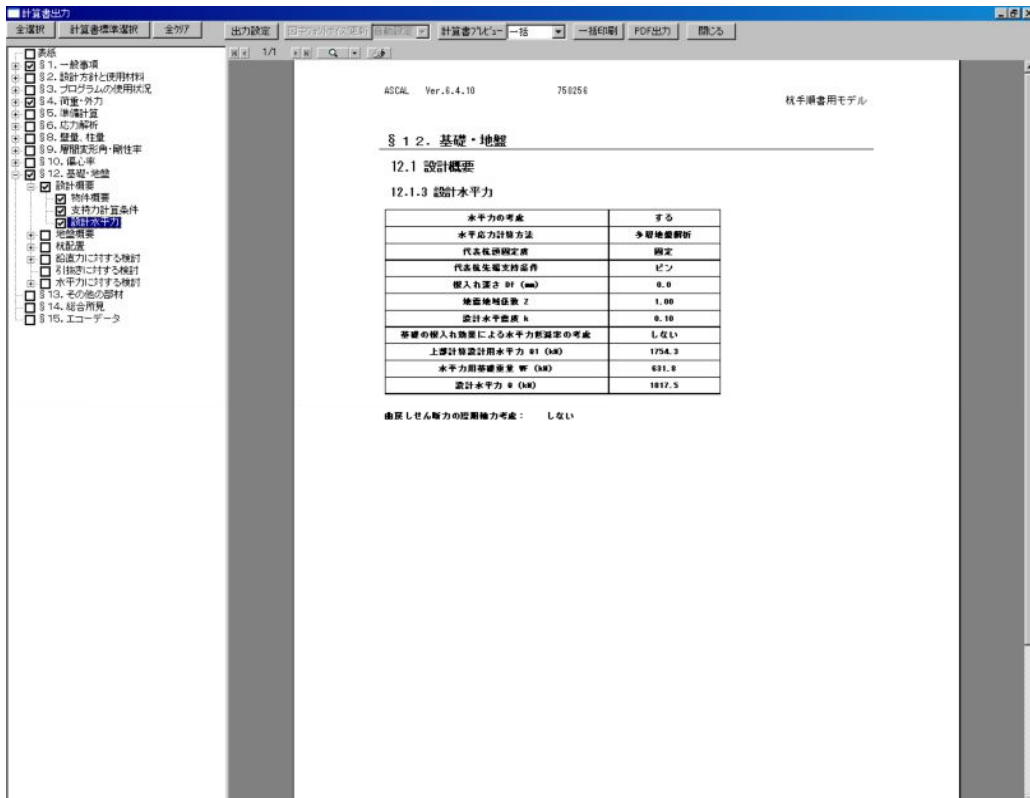 計算書出力
全選択 計算書標準選択 全クリア 出力設定 自動設定 計算書プレビュー 一括 一括印刷 PDF出力 閉じる
1/1
表紙
§1. 一般事項
§2. 設計方針と使用材料
§3. プログラムの使用状況
§4. 荷重・外力
§5. 準備計算
§6. 応力解析
§8. 壁量、柱量
§9. 層間変形角・剛性率
§10. 偏心率
§12. 基礎・地盤
設計概要
物件概要
支持力計算条件
設計水平力
地盤概要
杭配置
鉛直力に対する検討
引抜きに対する検討
水平力に対する検討
§13. その他の部材
§14. 総合所見
§15. エコーデータ
ASCAL Ver.6.4.10 750256
杭手順書用モデル
§12. 基礎・地盤
12.1 設計概要
12.1.3 設計水平力
水平力の考慮 する
水平応力計算方法 多層地盤解析
代表杭頭固定度 固定
代表杭先端支持条件 ピン
根入れ深さ Df (mm) 0.0
地震地域係数 Z 1.00
設計水平震度 k 0.10
基礎の根入れ効果による水平力低減の考慮 しない
上部計算設計用水平力 Q1 (kN) 1754.3
水平力用基礎重量 WF (kN) 631.8
設計水平力 Q (kN) 1817.5
曲戻しせん断力の短期軸力考慮： しない